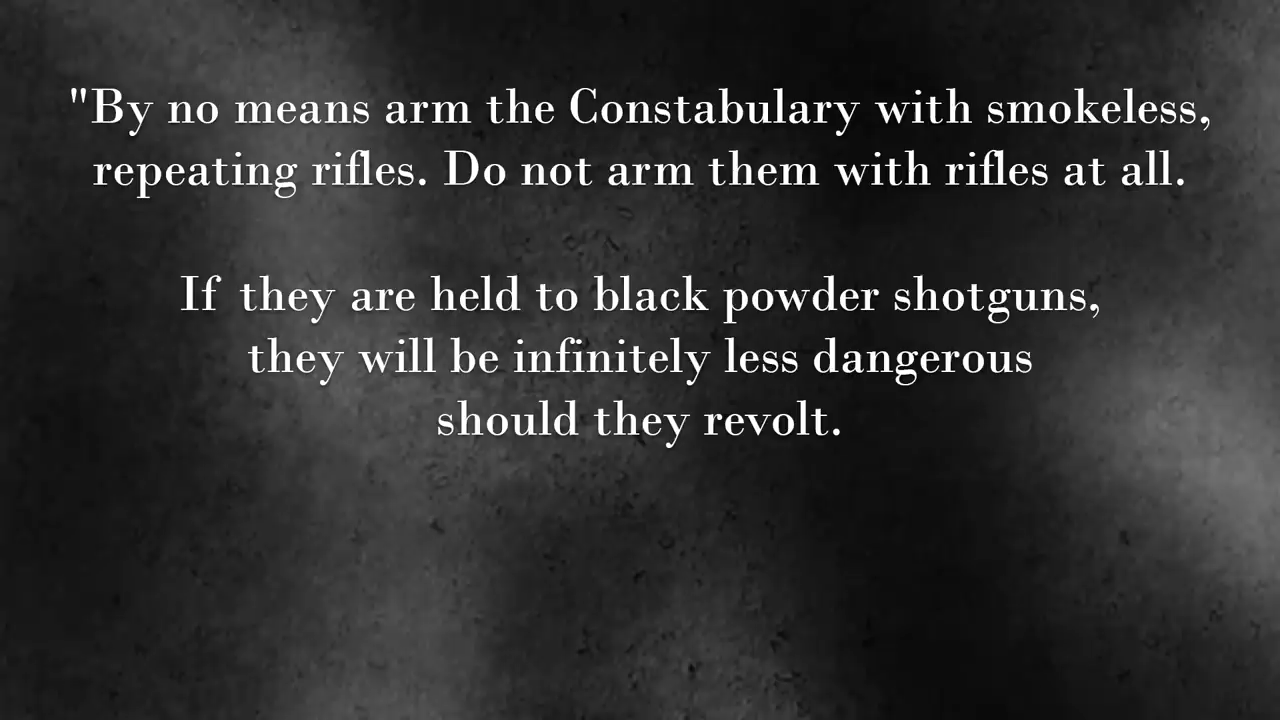 "By no means arm the Constabulary with smokeless,
repeating rifles. Do not arm them with rifles at all.
If they are held to black powder shotguns,
they will be infinitely less dangerous
should they revolt.